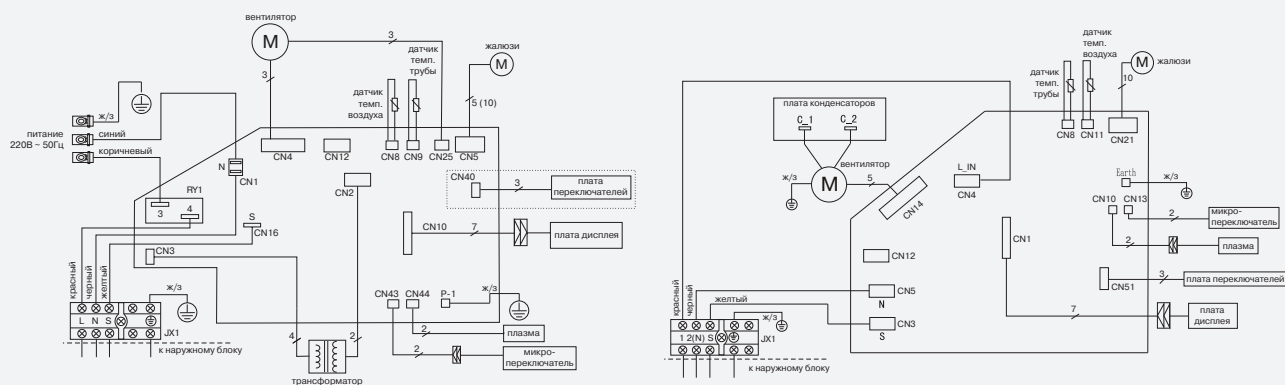 вентилятор
M
3
3
датчик
темп.
трубы
жалюзи
M
5 (10)
датчик
темп.
воздуха
ж/з
питание
220В ~ 50Гц
синий
коричневый
N
CN1
CN4
CN12
CN8
CN9
CN25
CN5
RY1
3
4
CN2
CN40
3
плата
переключателей
S
CN16
CN10
7
плата дисплея
CN3
красный
черный
желтый
ж/з
L N S
JX1
к наружному блоку
CN43
CN44
P-1
ж/з
2
плазма
2
микро-
переключатель
4
2
трансформатор
датчик
темп.
воздуха
датчик
темп.
трубы
M
жалюзи
10
CN8
CN11
CN21
плата конденсаторов
C_1
C_2
вентилятор
M
ж/з
5
CN14
L_IN
CN4
Earth
ж/з
CN10
CN13
2
микро-
переключатель
2
плазма
CN1
CN12
CN51
3
плата переключателей
7
плата
дисплея
CN5
N
CN3
S
красный
черный
желтый
ж/з
1 2(N) S
JX1
к наружному блоку